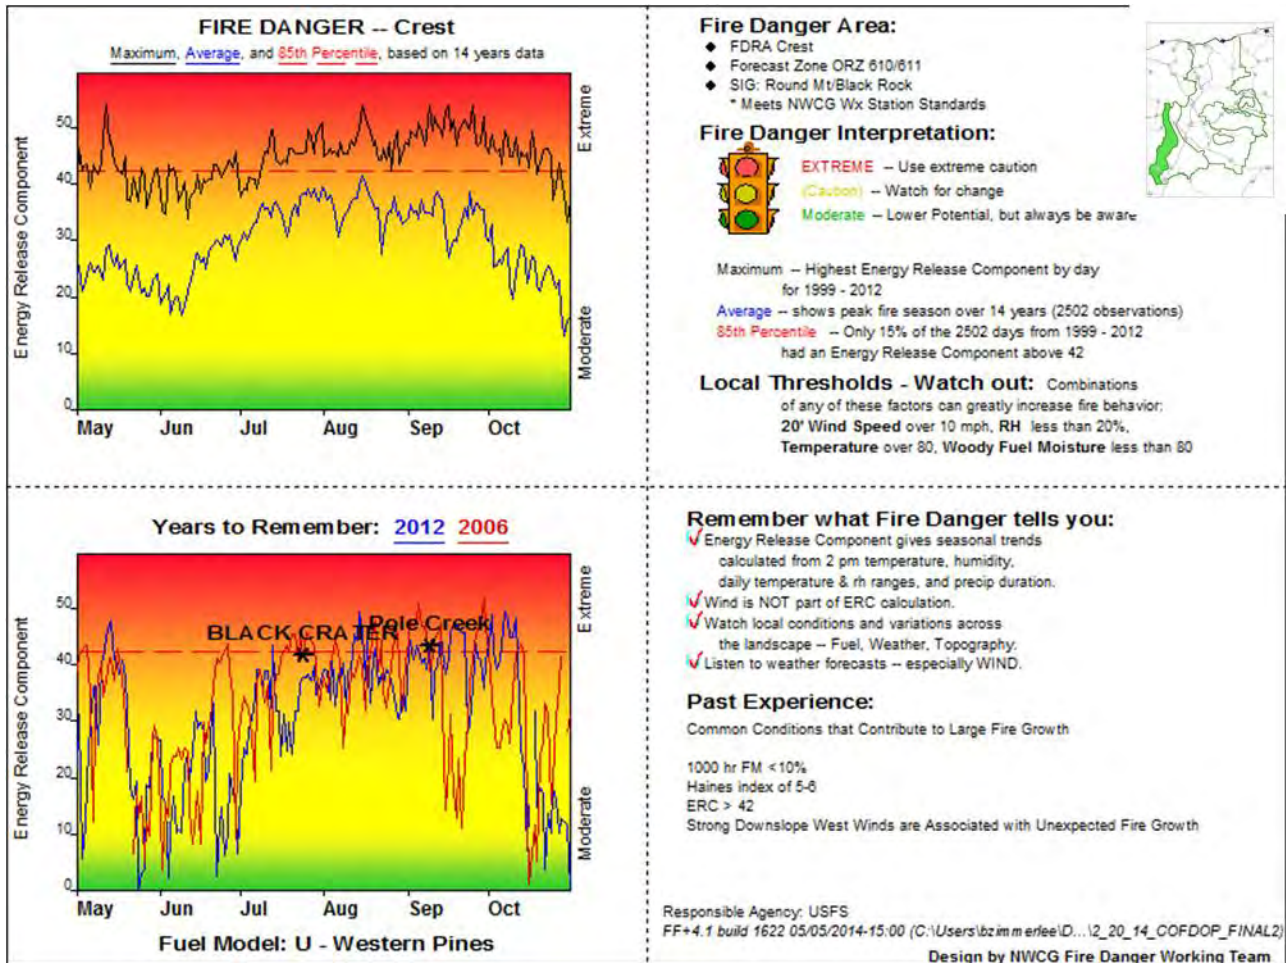 FIRE DANGER -- Crest
Maximum, Average, and 85th Percentile, based on 14 years data
Energy Release Component
50
40
30
20
10
0
Extreme
Moderate
May Jun Jul Aug Sep Oct
Fire Danger Area:
◆ FDRA Crest
◆ Forecast Zone ORZ 610/611
◆ SIG: Round Mt/Black Rock
* Meets NWCG Wx Station Standards
Fire Danger Interpretation:
EXTREME -- Use extreme caution
(Caution) -- Watch for change
Moderate -- Lower Potential, but always be aware
Maximum -- Highest Energy Release Component by day
for 1999 - 2012
Average -- shows peak fire season over 14 years (2502 observations)
85th Percentile -- Only 15% of the 2502 days from 1999 - 2012
had an Energy Release Component above 42
Local Thresholds - Watch out: Combinations
of any of these factors can greatly increase fire behavior:
20' Wind Speed over 10 mph, RH less than 20%,
Temperature over 80, Woody Fuel Moisture less than 80
Years to Remember: 2012 2006
Energy Release Component
50
40
30
20
10
0
BLACK CRATER
Pole Creek
Extreme
Moderate
May Jun Jul Aug Sep Oct
Fuel Model: U - Western Pines
Remember what Fire Danger tells you:
Energy Release Component gives seasonal trends
calculated from 2 pm temperature, humidity,
daily temperature & rh ranges, and precip duration.
Wind is NOT part of ERC calculation.
Watch local conditions and variations across
the landscape -- Fuel, Weather, Topography.
Listen to weather forecasts -- especially WIND.
Past Experience:
Common Conditions that Contribute to Large Fire Growth
1000 hr FM <10%
Haines index of 5-6
ERC > 42
Strong Downslope West Winds are Associated with Unexpected Fire Growth
Responsible Agency: USFS
FF+4.1 build 1622 05/05/2014-15:00 (C:\Users\bzimmerlee\D...\2_20_14_COFDOP_FINAL2)
Design by NWCG Fire Danger Working Team